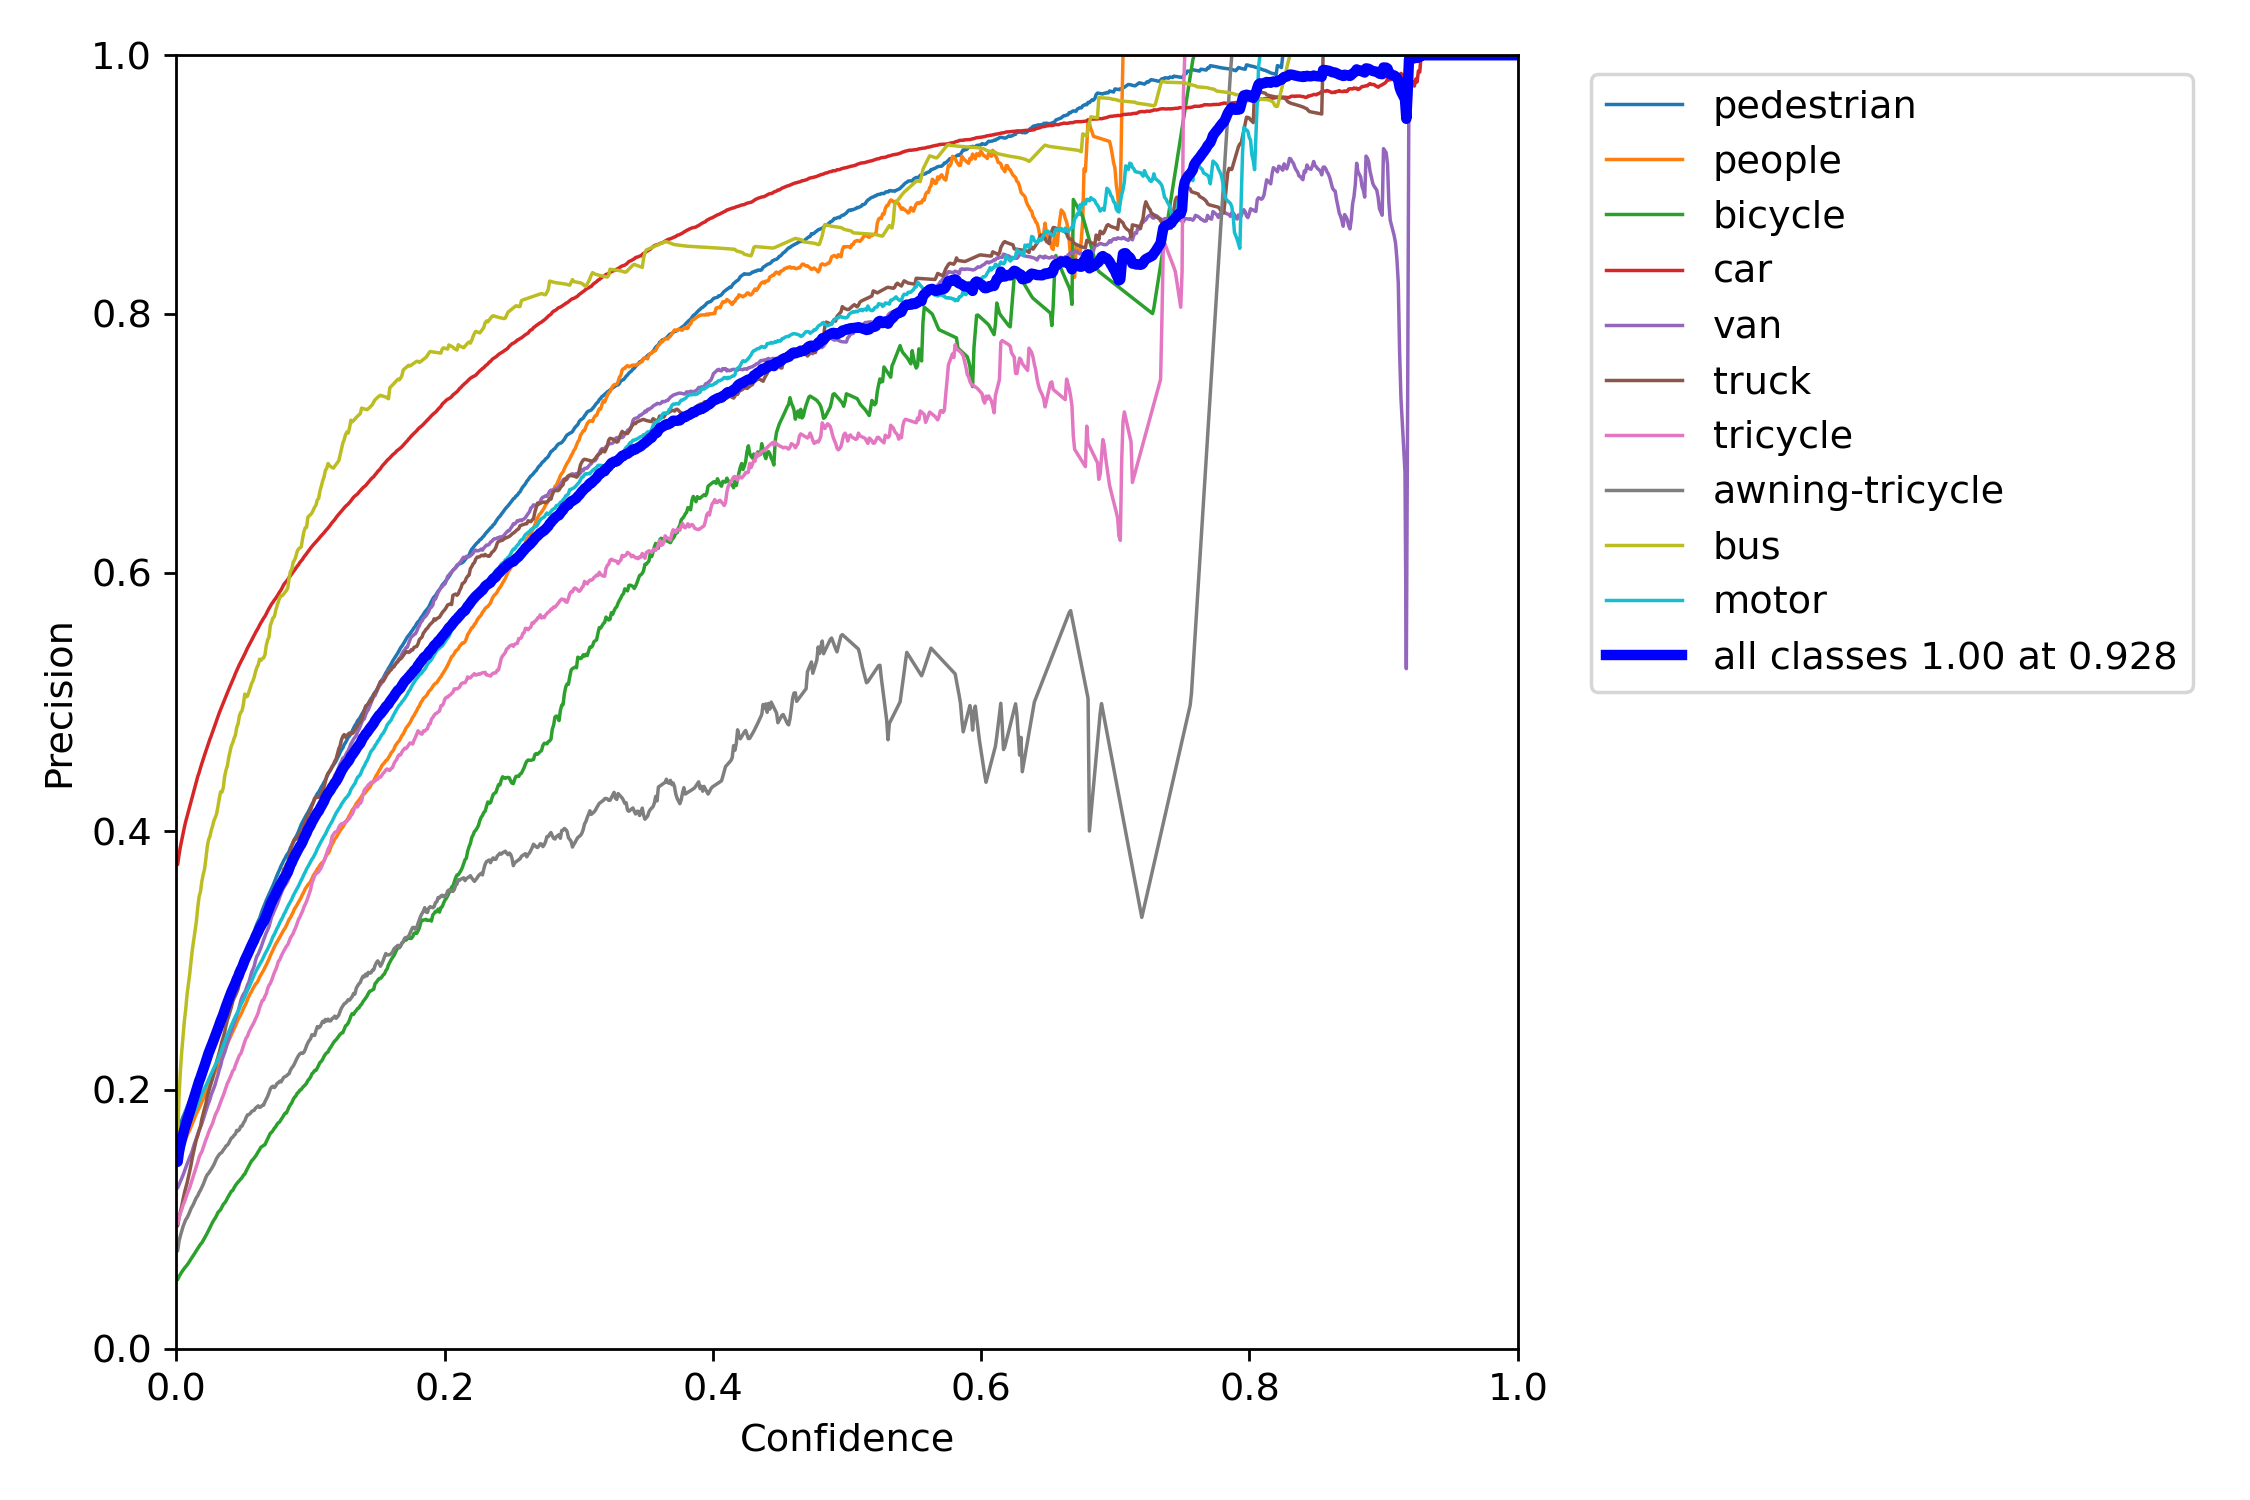 1.0
0.8
0.6
0.4
0.2
0.0
Precision
0.0 0.2 0.4 0.6 0.8 1.0
Confidence
pedestrian
people
bicycle
car
van
truck
tricycle
awning-tricycle
bus
motor
all classes 1.00 at 0.928